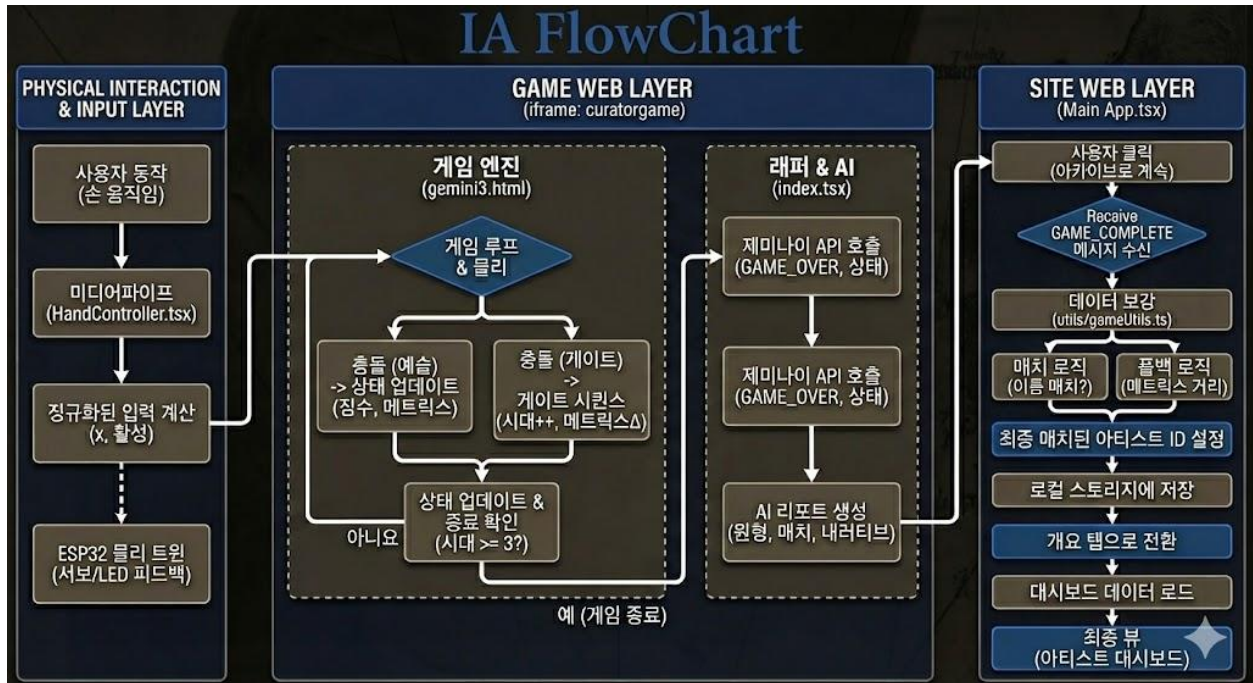 IA FlowChart
PHYSICAL INTERACTION
& INPUT LAYER
사용자 동작
(손 움직임)
미디어파이프
(HandController.tsx)
징규화된 입력 계산
(x, 활성)
ESP32 믈리 트윈
(서보/LED 피드백)
GAME WEB LAYER
(iframe: curatorgame)
게임 엔진
(gemini3.html)
게임 루프
& 믈리
충돌 (예슬)
-> 상태 업데이트
(짐수, 메트릭스)
충돌 (게이트)
->
게이트 시퀸스
(시대++, 메트릭스Δ)
상태 업데이트 &
종료 확인
(시대 >= 3?)
아니요
예 (게임 종료)
래퍼 & AI
(index.tsx)
제미나이 API 호츨
(GAME_OVER, 상태)
제미나이 API 호츨
(GAME_OVER, 상태)
AI 리포트 생성
(원형, 매치, 내러티브)
SITE WEB LAYER
(Main App.tsx)
사용자 클릭
(아카이브로 계속)
Recaive
GAME_COMPLETE
메시지 수신
데이터 보강
(utils/gameUtils.ts)
매치 로직
(이름 매치?)
폴백 로직
(메트릭스 거리)
최종 매치된 아티스트 ID 설정
로컬 스토리지에 저장
개요 탭으로 전환
대시보드 데이터 로드
최종 뷰
(아티스트 대시보드)